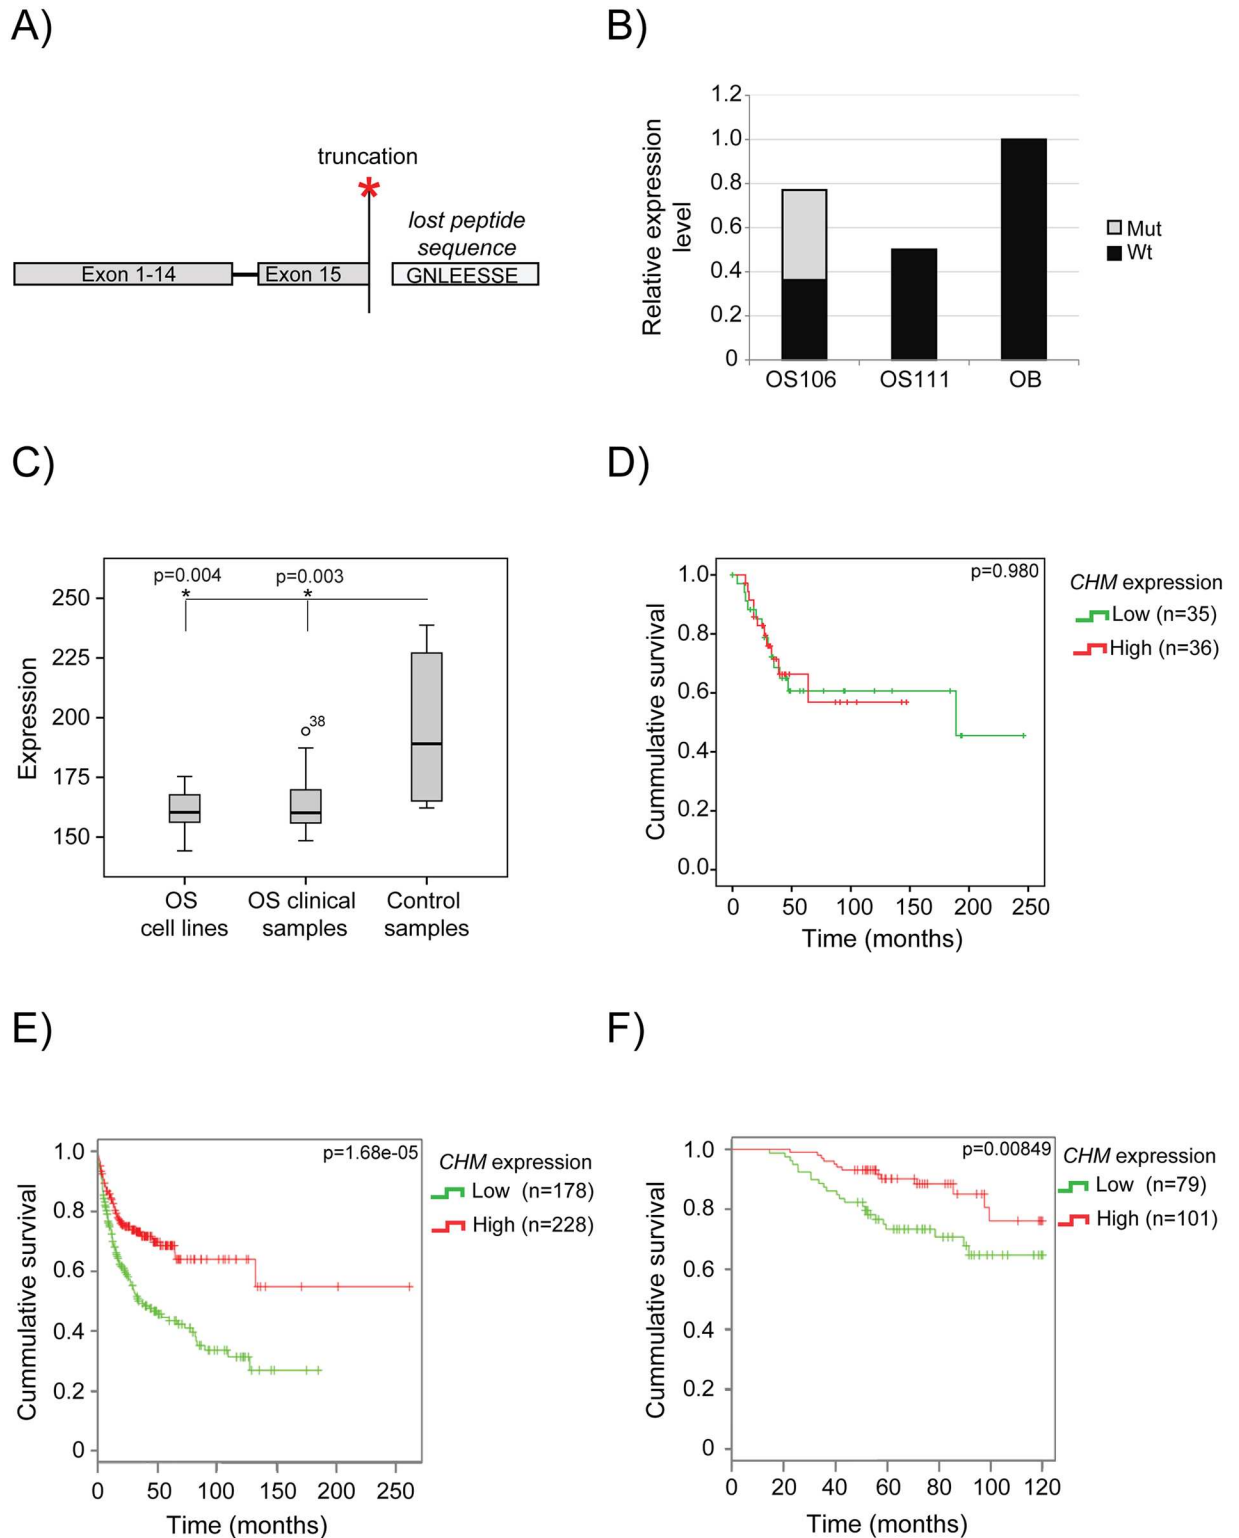 A)
truncation
*
lost peptide
sequence
Exon 1-14
Exon 15
GNLEESSE
B)
Relative expression
level
1.2
1.0
0.8
0.6
0.4
0.2
0
OS106
OS111
OB
Mut
Wt
C)
Expression
250
225
200
175
150
p=0.004
p=0.003
*
*
38
OS
cell lines
OS clinical
samples
Control
samples
D)
Cummulative survival
1.0
0.8
0.6
0.4
0.2
0.0
p=0.980
0
50
100
150
200
250
Time (months)
CHM expression
Low (n=35)
High (n=36)
E)
Cummulative survival
1.0
0.8
0.6
0.4
0.2
0
p=1.68e-05
0
50
100
150
200
250
Time (months)
CHM expression
Low (n=178)
High (n=228)
F)
Cummulative survival
1.0
0.8
0.6
0.4
0.2
0
p=0.00849
0
20
40
60
80
100
120
Time (months)
CHM expression
Low (n=79)
High (n=101)